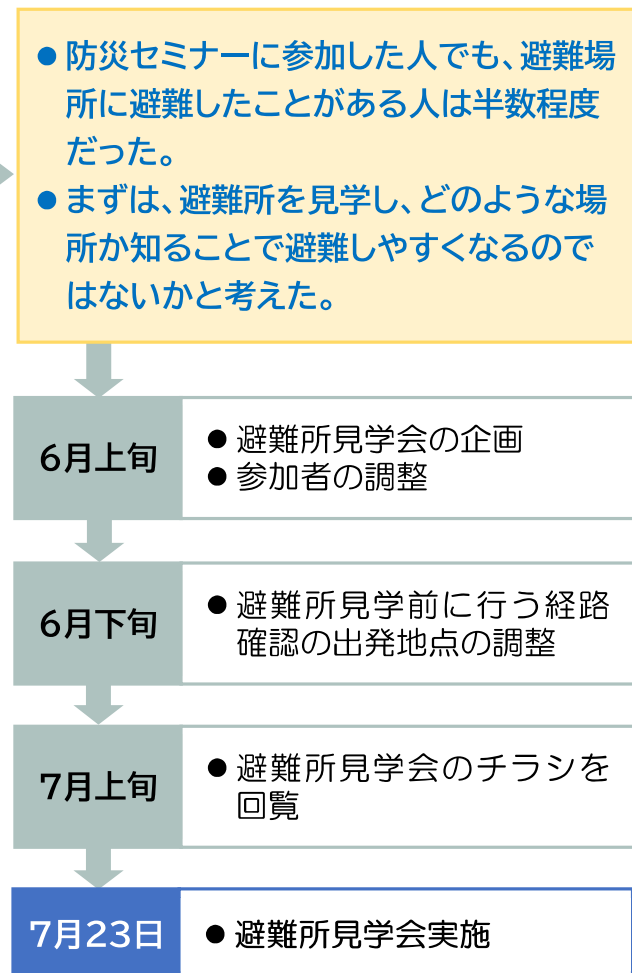 ● 防災セミナーに参加した人でも、避難場
所に避難したことがある人は半数程度
だった。
● まずは、避難所を見学し、どのような場
所か知ることで避難しやすくなるので
はないかと考えた。
6月上旬
● 避難所見学会の企画
● 参加者の調整
6月下旬
● 避難所見学前に行う経路
確認の出発地点の調整
7月上旬
● 避難所見学会のチラシを
回覧
7月23日
● 避難所見学会実施